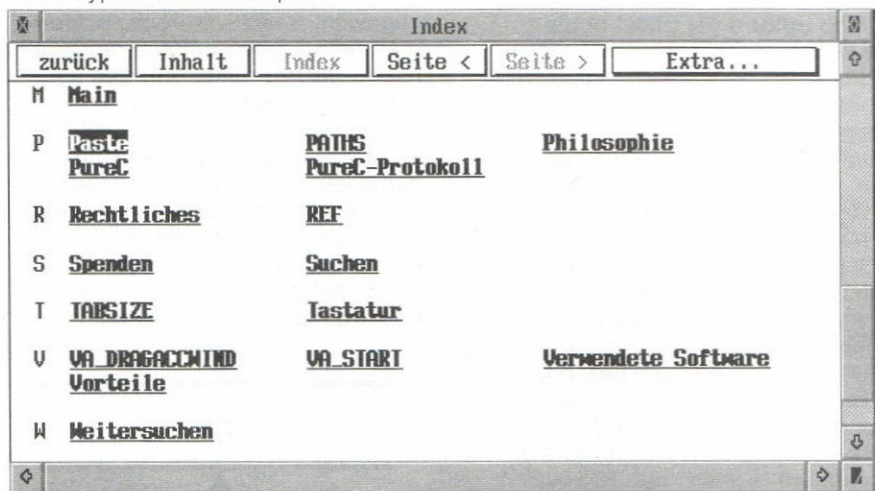 Index
zurück Inhalt Index Seite < Seite > Extra...
M Main
P Paste PATHS Philosophie
PureC PureC-Protokoll
R Rechtliches REF
S Spenden Suchen
T TABSIZE Tastatur
V VA_DRAGACCWIND VA_START Verwendete Software
Vorteile
W Weitersuchen